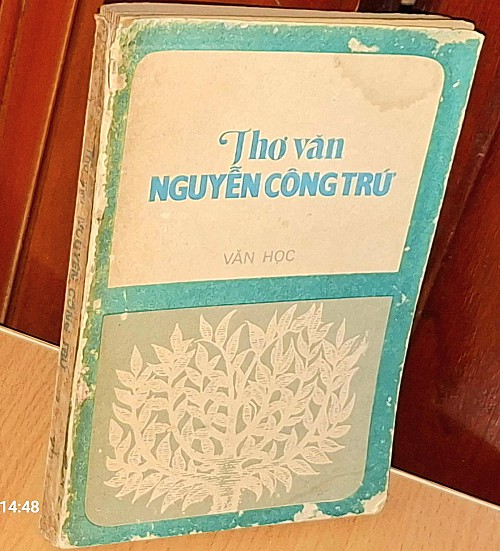 Thơ văn
NGUYỄN CÔNG TRỨ
VĂN HỌC
14:48